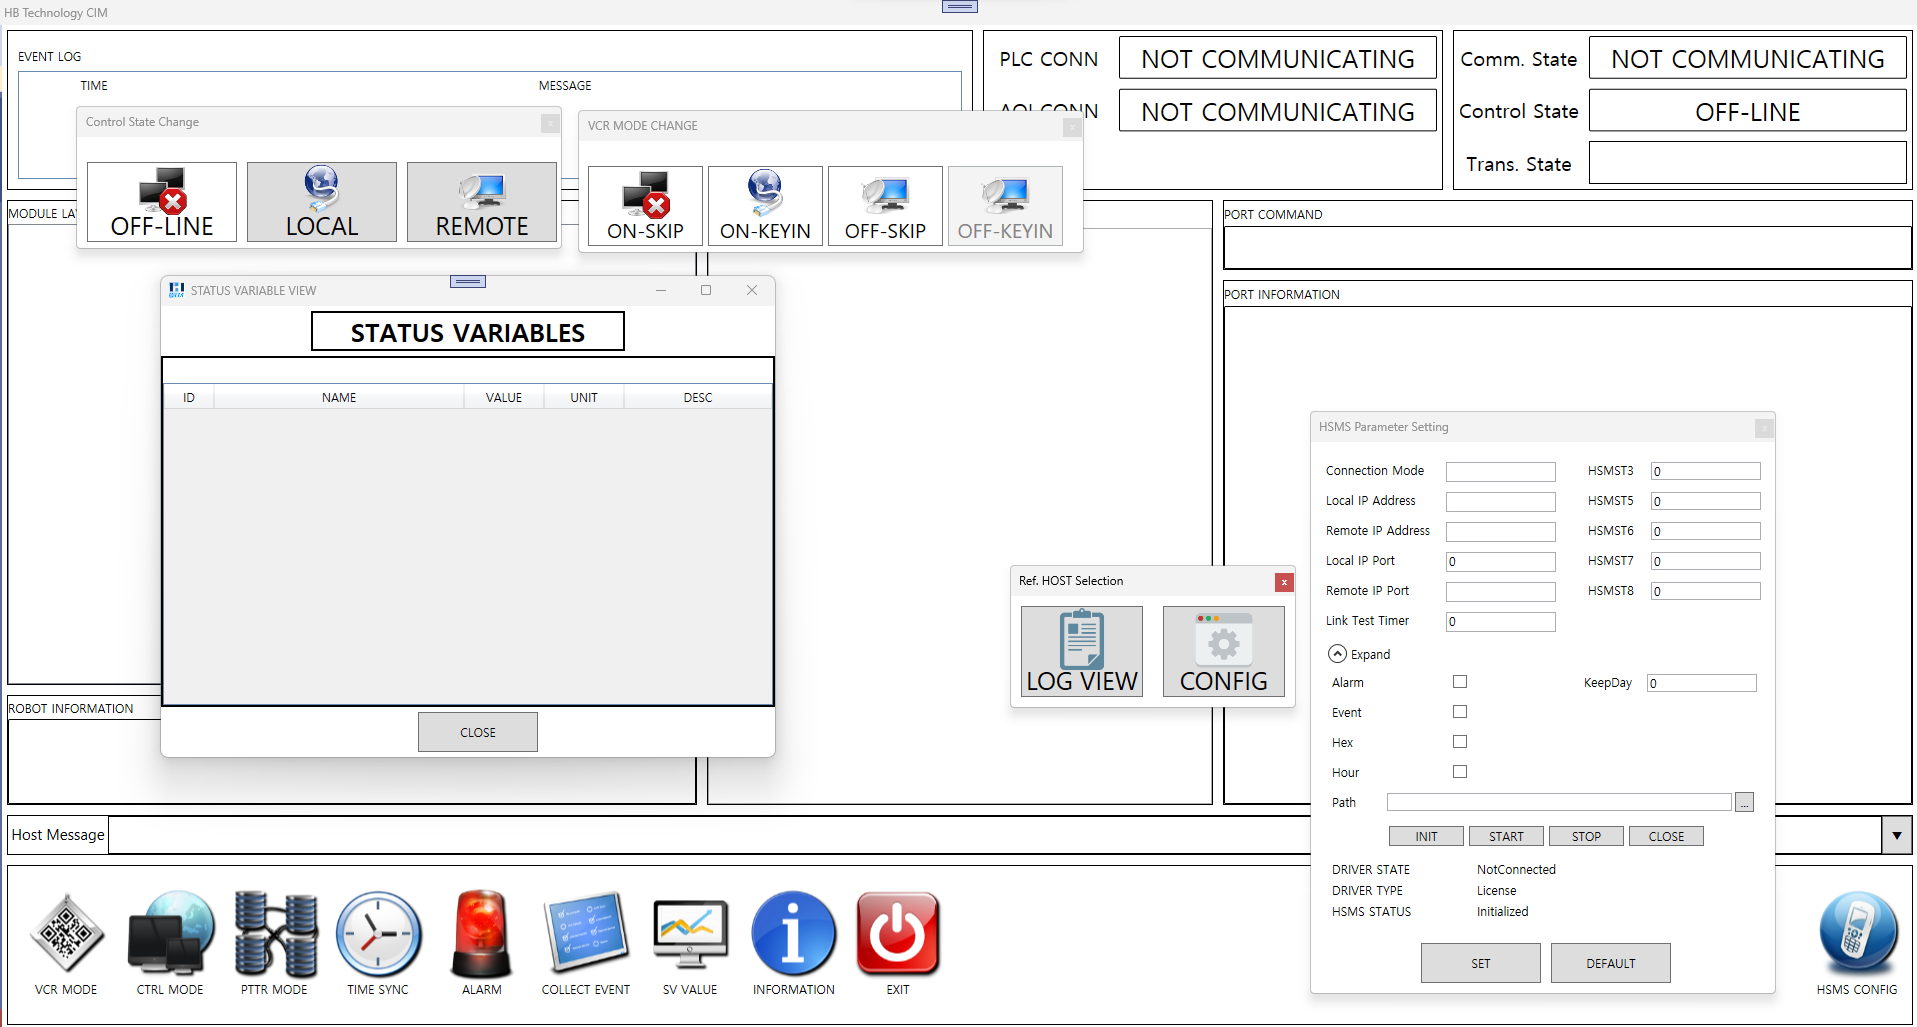 HB Technology CIM
EVENT LOG
TIME MESSAGE
PLC CONN NOT COMMUNICATING
AOI CONN NOT COMMUNICATING
Comm. State NOT COMMUNICATING
Control State OFF-LINE
Trans. State
Control State Change
OFF-LINE LOCAL REMOTE
VCR MODE CHANGE
ON-SKIP ON-KEYIN OFF-SKIP OFF-KEYIN
MODULE LA
PORT COMMAND
PORT INFORMATION
STATUS VARIABLE VIEW
STATUS VARIABLES
ID NAME VALUE UNIT DESC
CLOSE
ROBOT INFORMATION
Ref. HOST Selection
LOG VIEW CONFIG
HSMS Parameter Setting
Connection Mode HSMST3 0
Local IP Address HSMST5 0
Remote IP Address HSMST6 0
Local IP Port 0 HSMST7 0
Remote IP Port HSMST8 0
Link Test Timer 0
Expand
Alarm KeepDay 0
Event
Hex
Hour
Path ...
INIT START STOP CLOSE
DRIVER STATE NotConnected
DRIVER TYPE License
HSMS STATUS Initialized
SET DEFAULT
Host Message
VCR MODE CTRL MODE PTTR MODE TIME SYNC ALARM COLLECT EVENT SV VALUE INFORMATION EXIT HSMS CONFIG